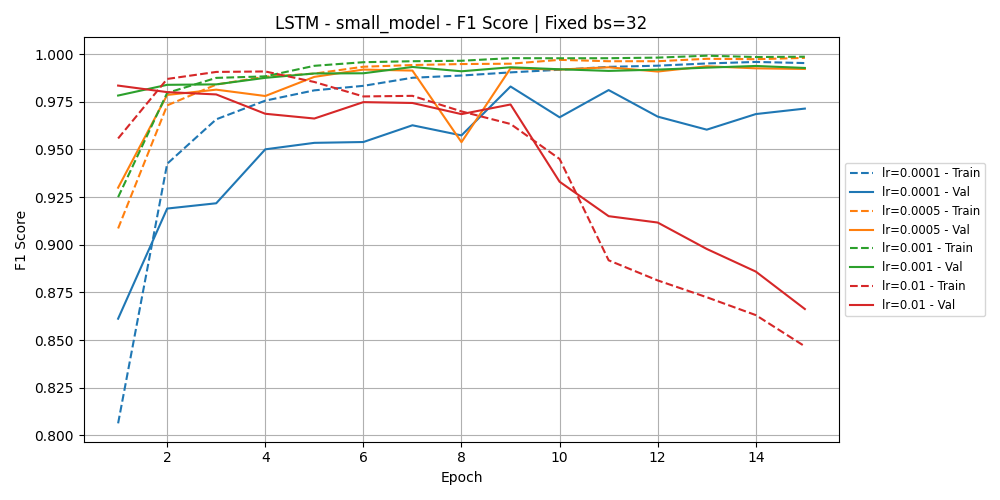 LSTM - small_model - F1 Score | Fixed bs=32
1.000
0.975
0.950
0.925
0.900
0.875
0.850
0.825
0.800
F1 Score
2 4 6 8 10 12 14
Epoch
lr=0.0001 - Train
lr=0.0001 - Val
lr=0.0005 - Train
lr=0.0005 - Val
lr=0.001 - Train
lr=0.001 - Val
lr=0.01 - Train
lr=0.01 - Val